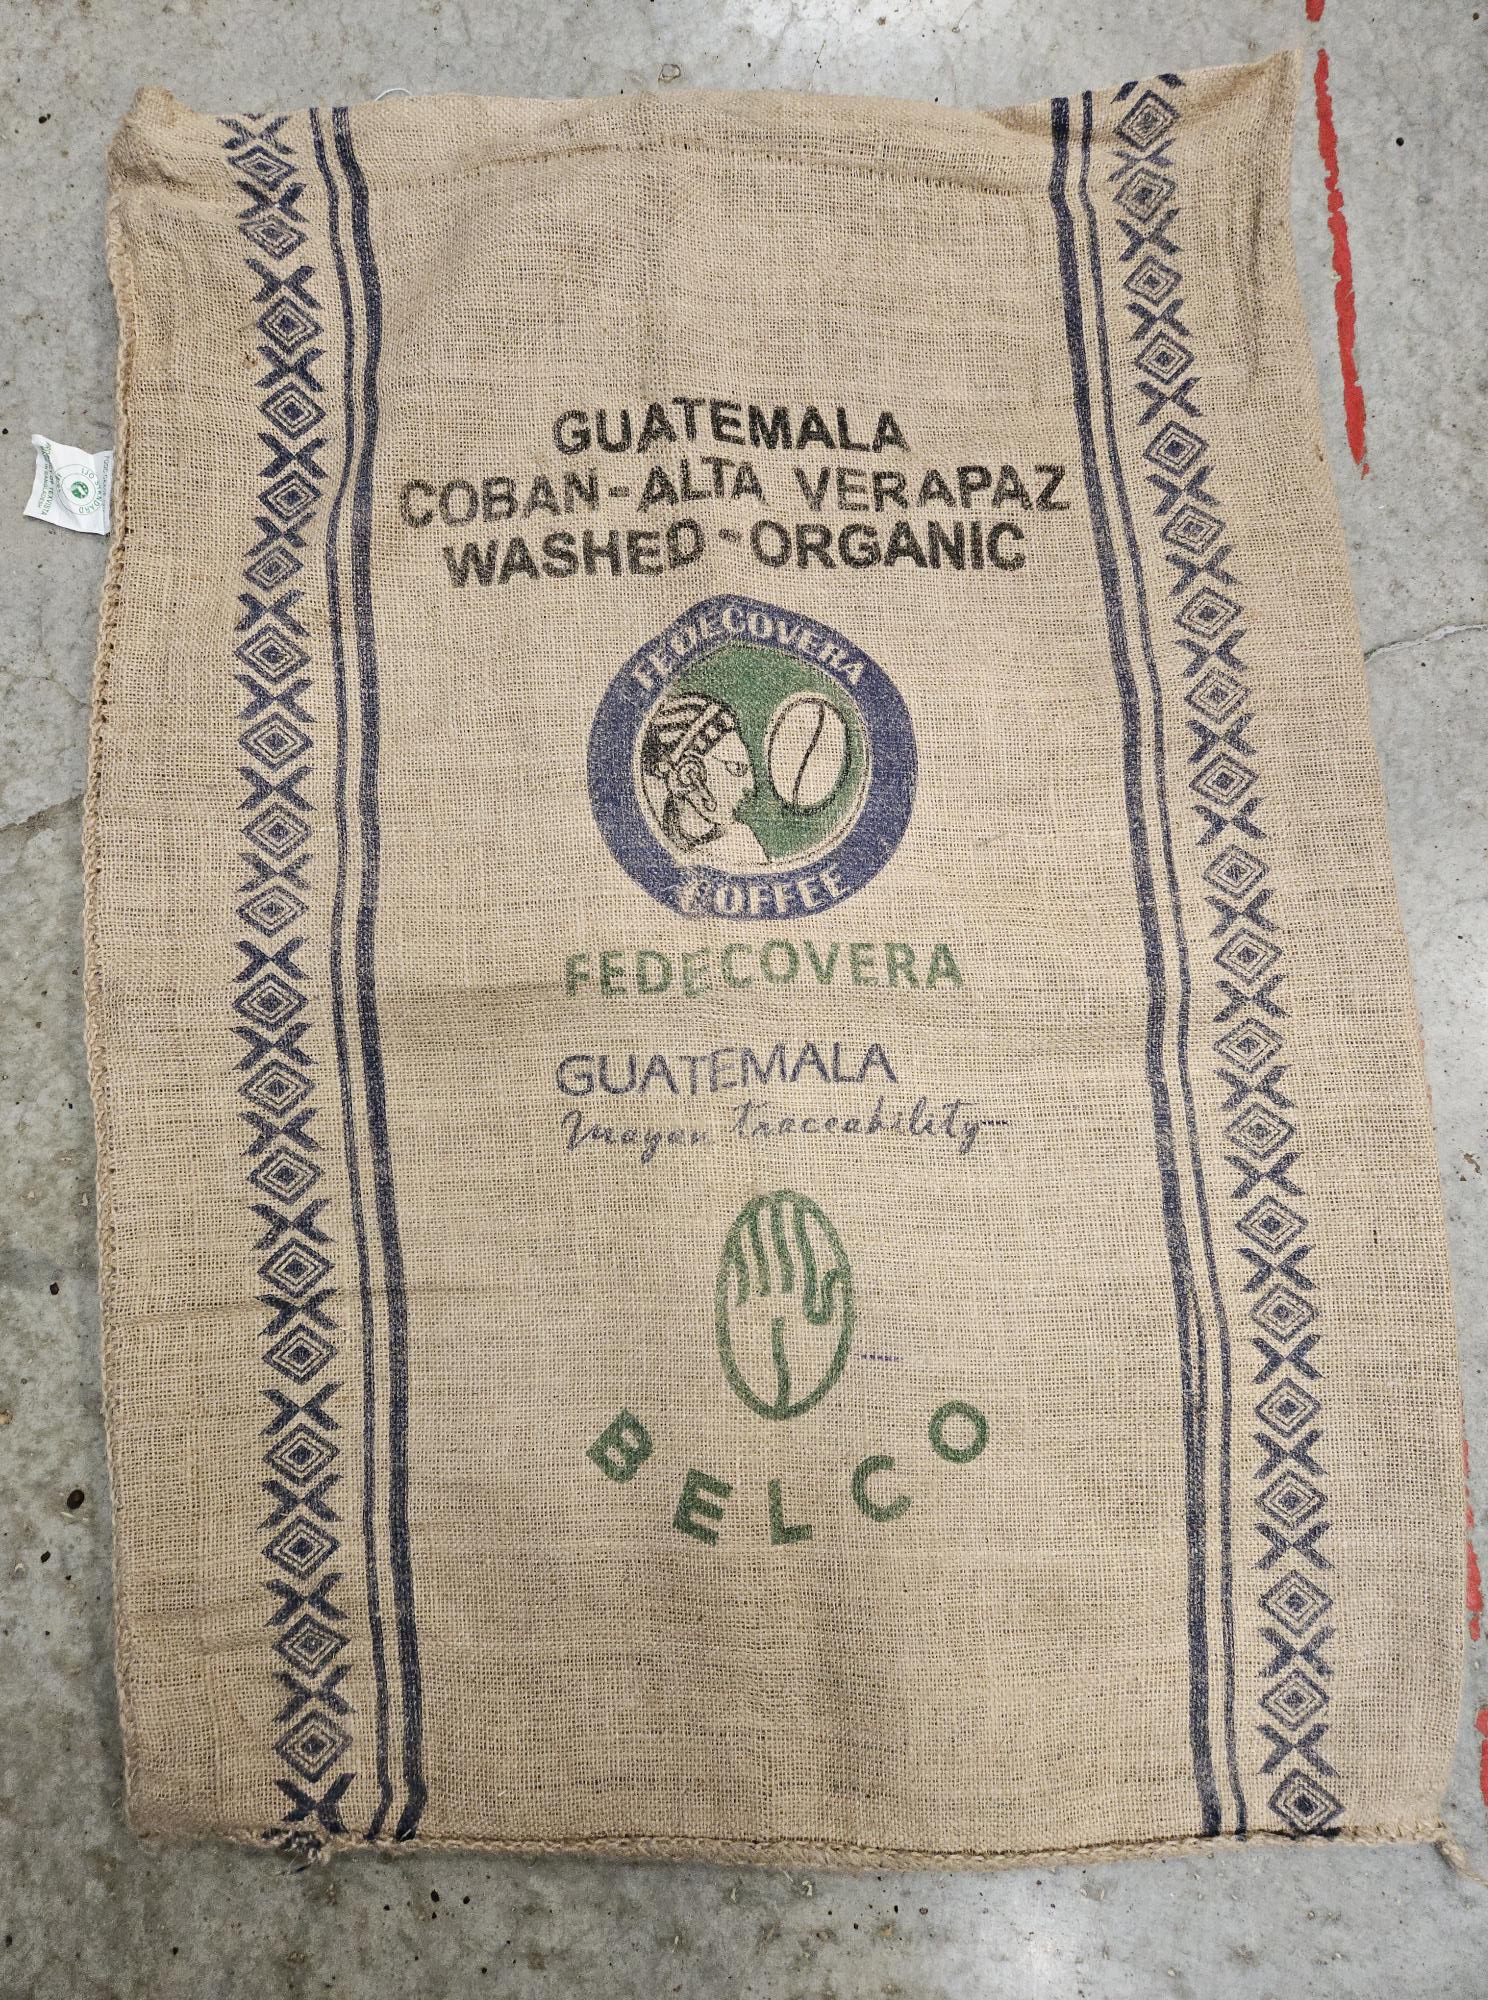 GUATEMALA
COBAN-ALTA VERAPAZ
WASHED-ORGANIC
FEDECOVERA
COFFEE
FEDECOVERA
GUATEMALA
Mayan Traceability
BELCO